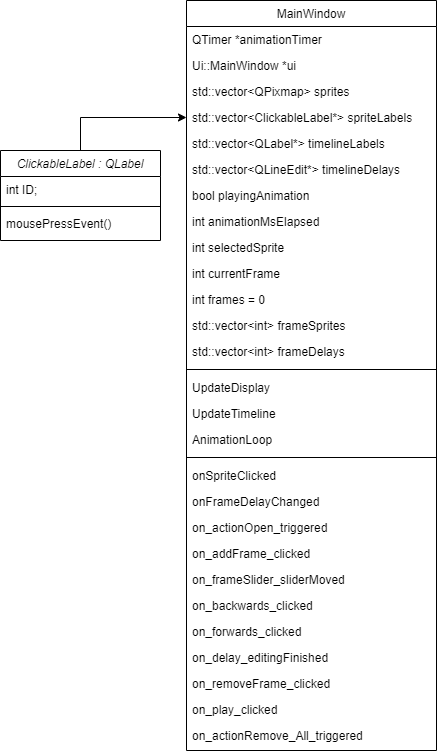 MainWindow
QTimer *animationTimer
Ui::MainWindow *ui
std::vector<QPixmap> sprites
std::vector<ClickableLabel*> spriteLabels
std::vector<QLabel*> timelineLabels
std::vector<QLineEdit*> timelineDelays
bool playingAnimation
int animationMsElapsed
int selectedSprite
int currentFrame
int frames = 0
std::vector<int> frameSprites
std::vector<int> frameDelays
UpdateDisplay
UpdateTimeline
AnimationLoop
onSpriteClicked
onFrameDelayChanged
on_actionOpen_triggered
on_addFrame_clicked
on_frameSlider_sliderMoved
on_backwards_clicked
on_forwards_clicked
on_delay_editingFinished
on_removeFrame_clicked
on_play_clicked
on_actionRemove_All_triggered
ClickableLabel : QLabel
int ID;
mousePressEvent()